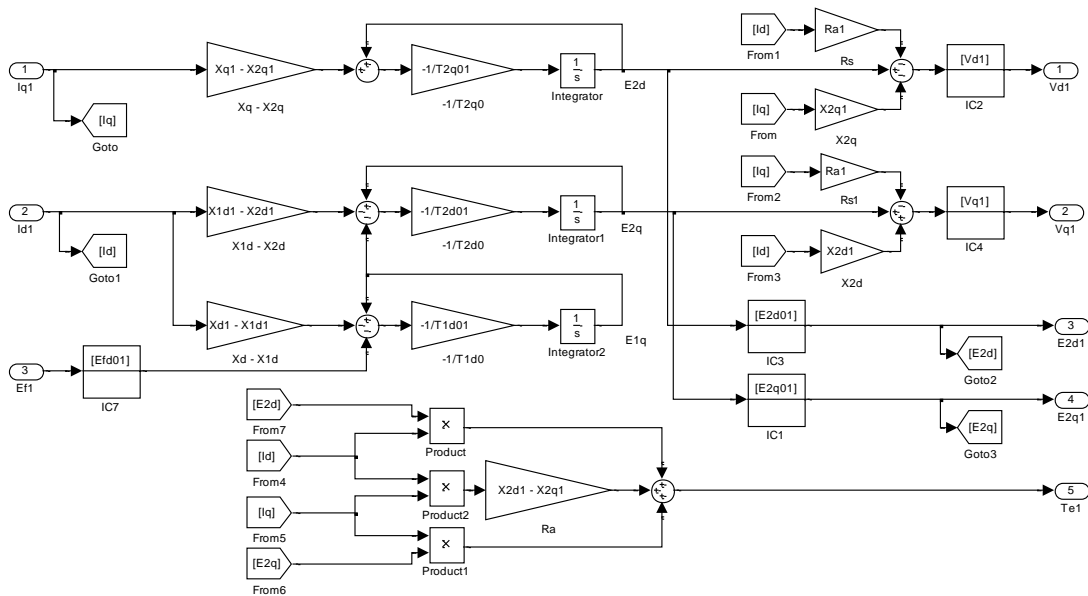 1
Iq1
[Iq]
Goto
Xq1 - X2q1
Xq - X2q
-1/T2q01
-1/T2q0
1
s
Integrator
E2d
[Id]
From1
Ra1
Rs
[Iq]
From
X2q1
X2q
[Vd1]
IC2
1
Vd1
2
Id1
[Id]
Goto1
X1d1 - X2d1
X1d - X2d
-1/T2d01
-1/T2d0
1
s
Integrator1
E2q
[Iq]
From2
Ra1
Rs1
[Id]
From3
X2d1
X2d
[Vq1]
IC4
2
Vq1
Xd1 - X1d1
Xd - X1d
-1/T1d01
-1/T1d0
1
s
Integrator2
E1q
3
Ef1
[Efd01]
IC7
[E2d01]
IC3
[E2d]
Goto2
3
E2d1
[E2q01]
IC1
[E2q]
Goto3
4
E2q1
[E2d]
From7
[Id]
From4
[Iq]
From5
[E2q]
From6
X
Product
X
Product2
X
Product1
X2d1 - X2q1
Ra
5
Te1